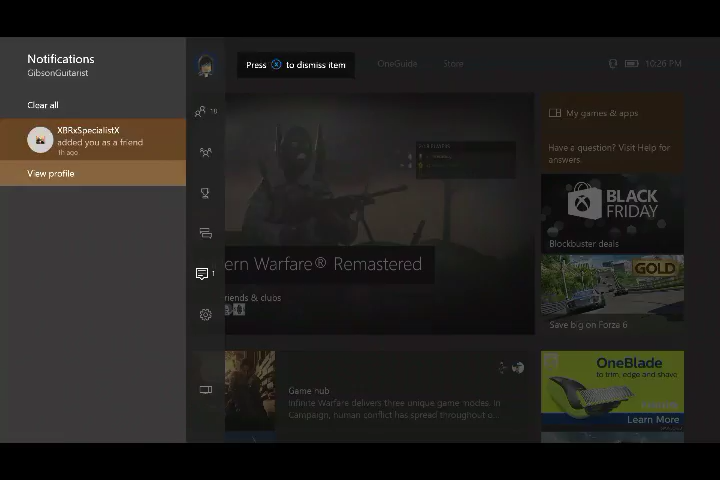 Notifications
GibsonGuitarist
Clear all
XBRxSpecialistX
added you as a friend
1h ago
View profile
Press X to dismiss item
OneGuide
Store
10:26 PM
1
My games & apps
Have a question? Visit Help for
answers.
BLACK
FRIDAY
Blockbuster deals
ern Warfare® Remastered
riends & clubs
GOLD
Save big on Forza 6
Game hub
Infinite Warfare delivers three unique game modes. In
Campaign, human conflict has spread throughout o...
OneBlade
to trim, edge and shave
Learn More